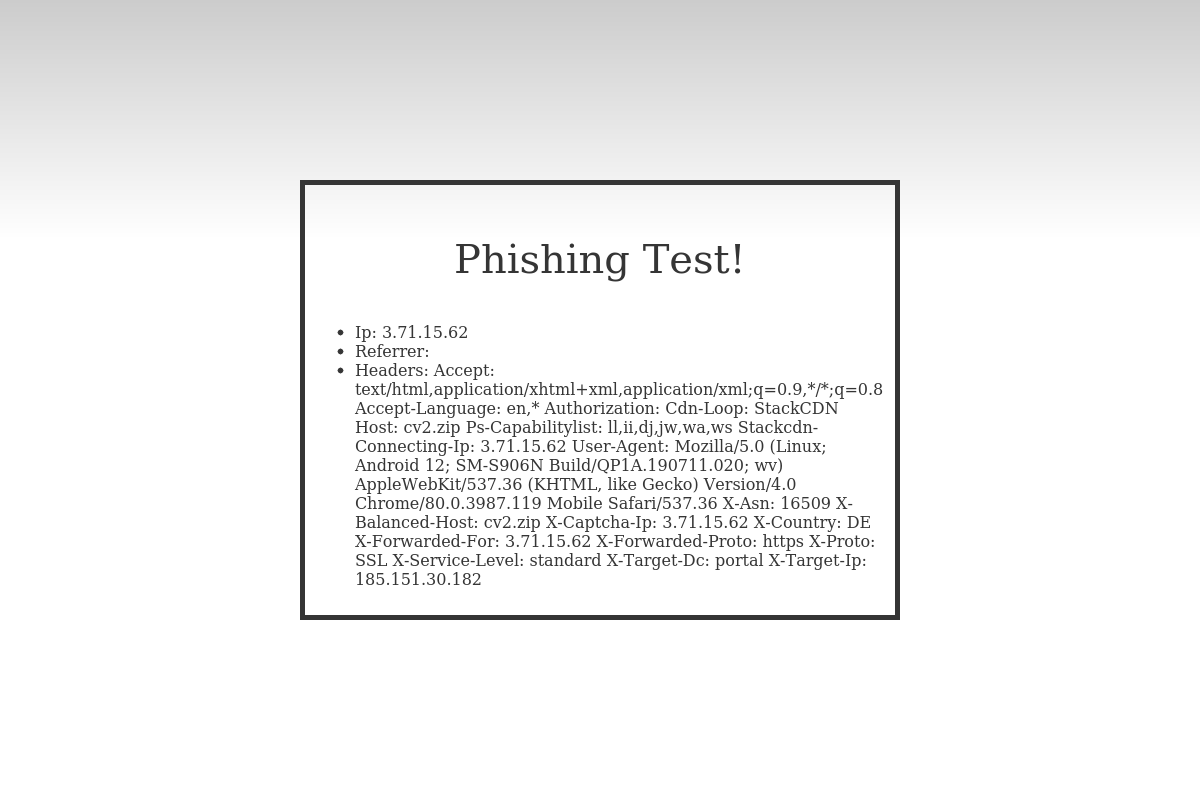 Phishing Test!
Ip: 3.71.15.62
Referrer:
Headers: Accept:
text/html,application/xhtml+xml,application/xml;q=0.9,*/*;q=0.8
Accept-Language: en,* Authorization: Cdn-Loop: StackCDN
Host: cv2.zip Ps-Capabilitylist: ll,ii,dj,jw,wa,ws Stackcdn-
Connecting-Ip: 3.71.15.62 User-Agent: Mozilla/5.0 (Linux;
Android 12; SM-S906N Build/QP1A.190711.020; wv)
AppleWebKit/537.36 (KHTML, like Gecko) Version/4.0
Chrome/80.0.3987.119 Mobile Safari/537.36 X-Asn: 16509 X-
Balanced-Host: cv2.zip X-Captcha-Ip: 3.71.15.62 X-Country: DE
X-Forwarded-For: 3.71.15.62 X-Forwarded-Proto: https X-Proto:
SSL X-Service-Level: standard X-Target-Dc: portal X-Target-Ip:
185.151.30.182